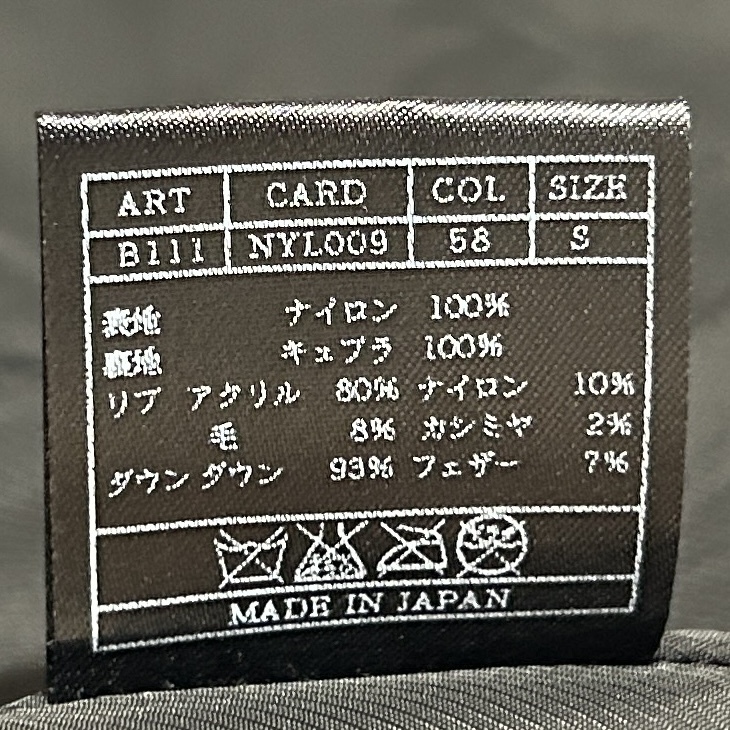 ART CARD COL SIZE
B111 NYL009 58 S
表地 ナイロン 100%
裏地 キュプラ 100%
リブ アクリル 80% ナイロン 10%
毛 8% カシミヤ 2%
ダウン ダウン 93% フェザー 7%
MADE IN JAPAN